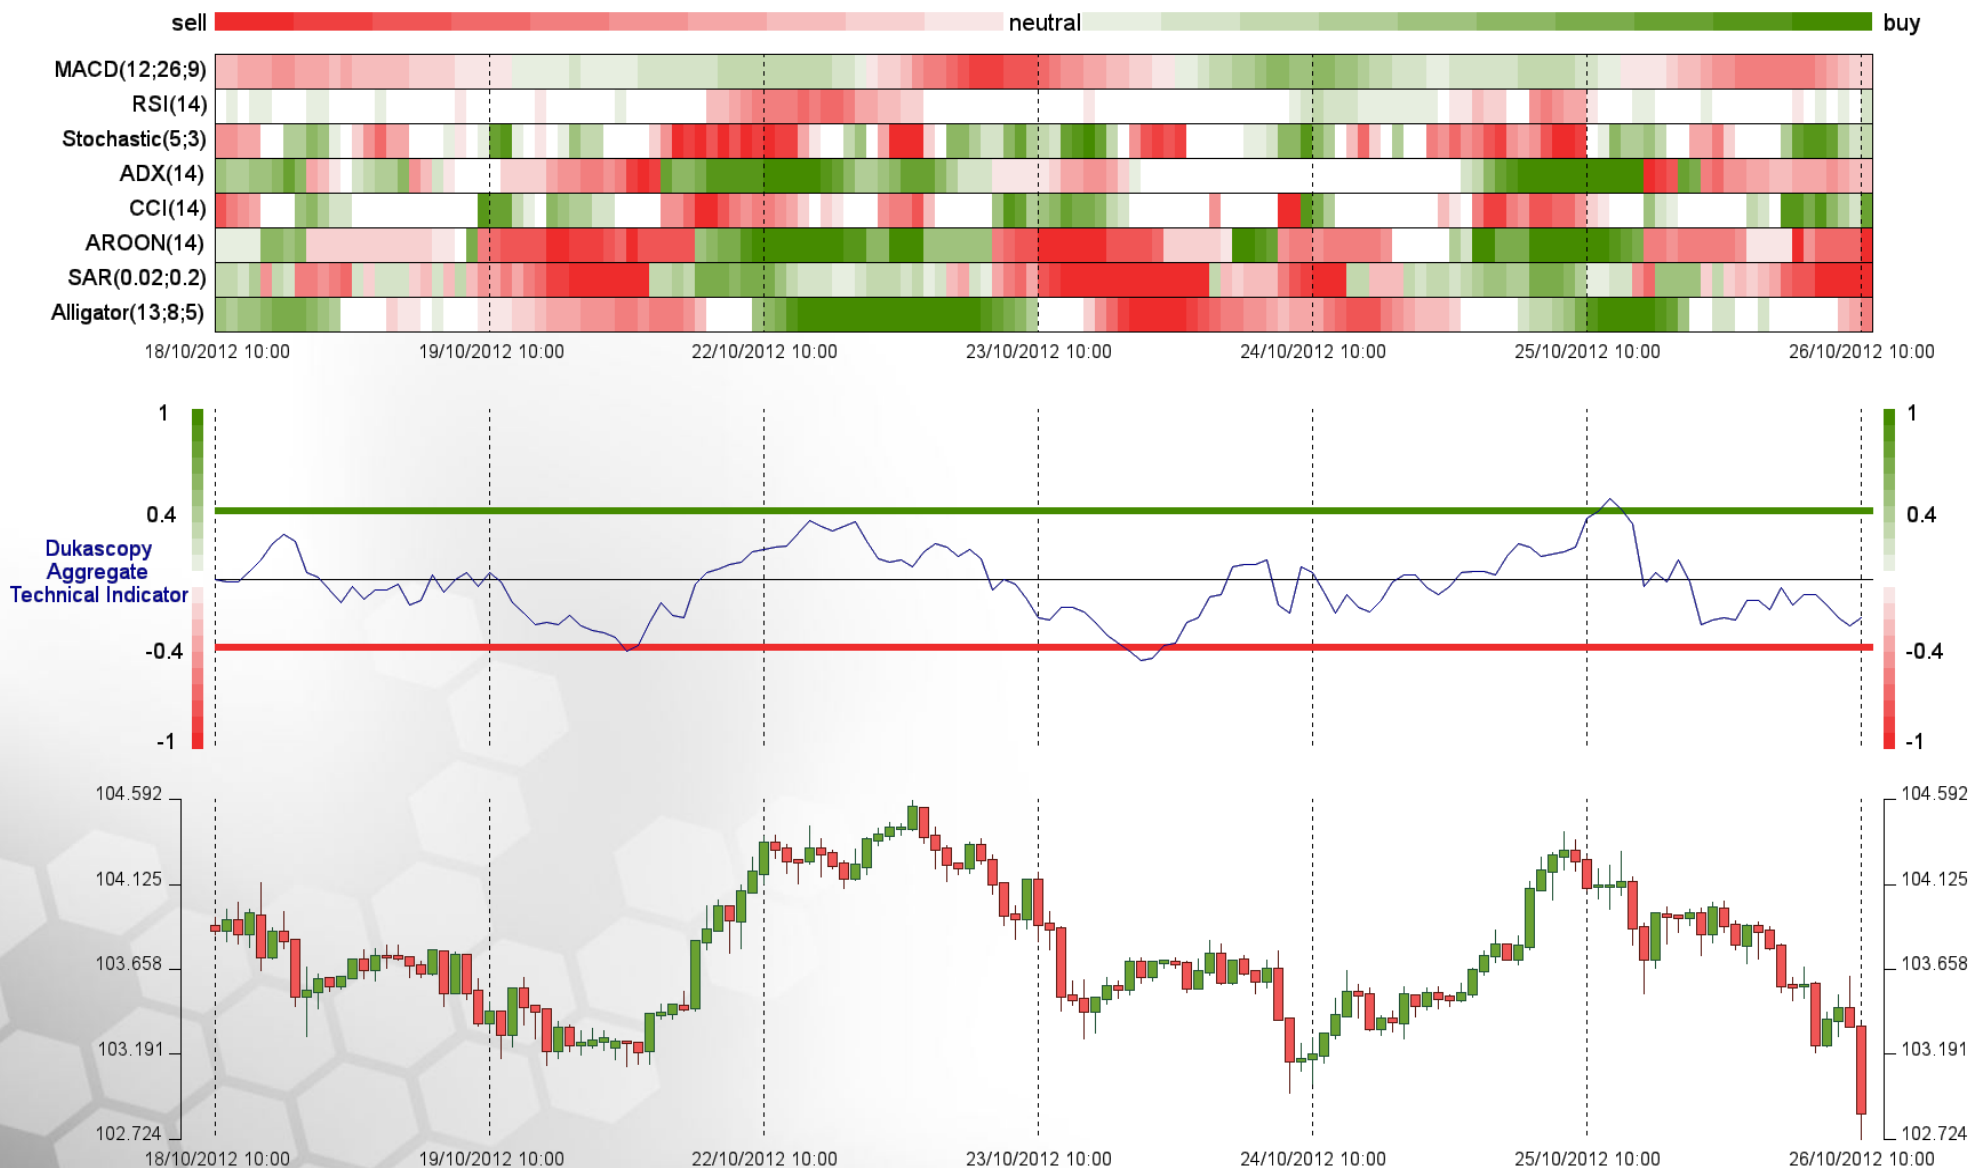 sell neutral buy
MACD(12;26;9)
RSI(14)
Stochastic(5;3)
ADX(14)
CCI(14)
AROON(14)
SAR(0.02;0.2)
Alligator(13;8;5)
18/10/2012 10:00 19/10/2012 10:00 22/10/2012 10:00 23/10/2012 10:00 24/10/2012 10:00 25/10/2012 10:00 26/10/2012 10:00
1 1
0.4 0.4
Dukascopy
Aggregate
Technical Indicator
-0.4 -0.4
-1 -1
104.592 104.592
104.125 104.125
103.658 103.658
103.191 103.191
102.724 102.724
18/10/2012 10:00 19/10/2012 10:00 22/10/2012 10:00 23/10/2012 10:00 24/10/2012 10:00 25/10/2012 10:00 26/10/2012 10:00